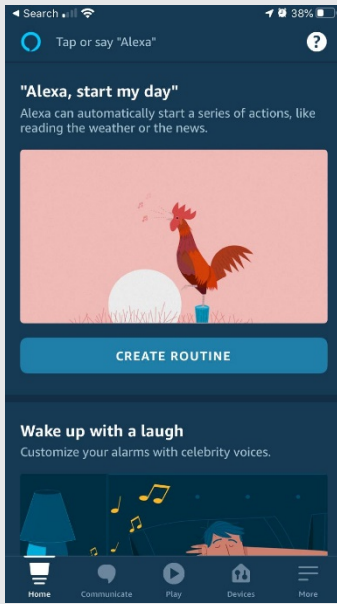 Search 38%
Tap or say "Alexa" ?
"Alexa, start my day"
Alexa can automatically start a series of actions, like
reading the weather or the news.
CREATE ROUTINE
Wake up with a laugh
Customize your alarms with celebrity voices.
Home Communicate Play Devices More